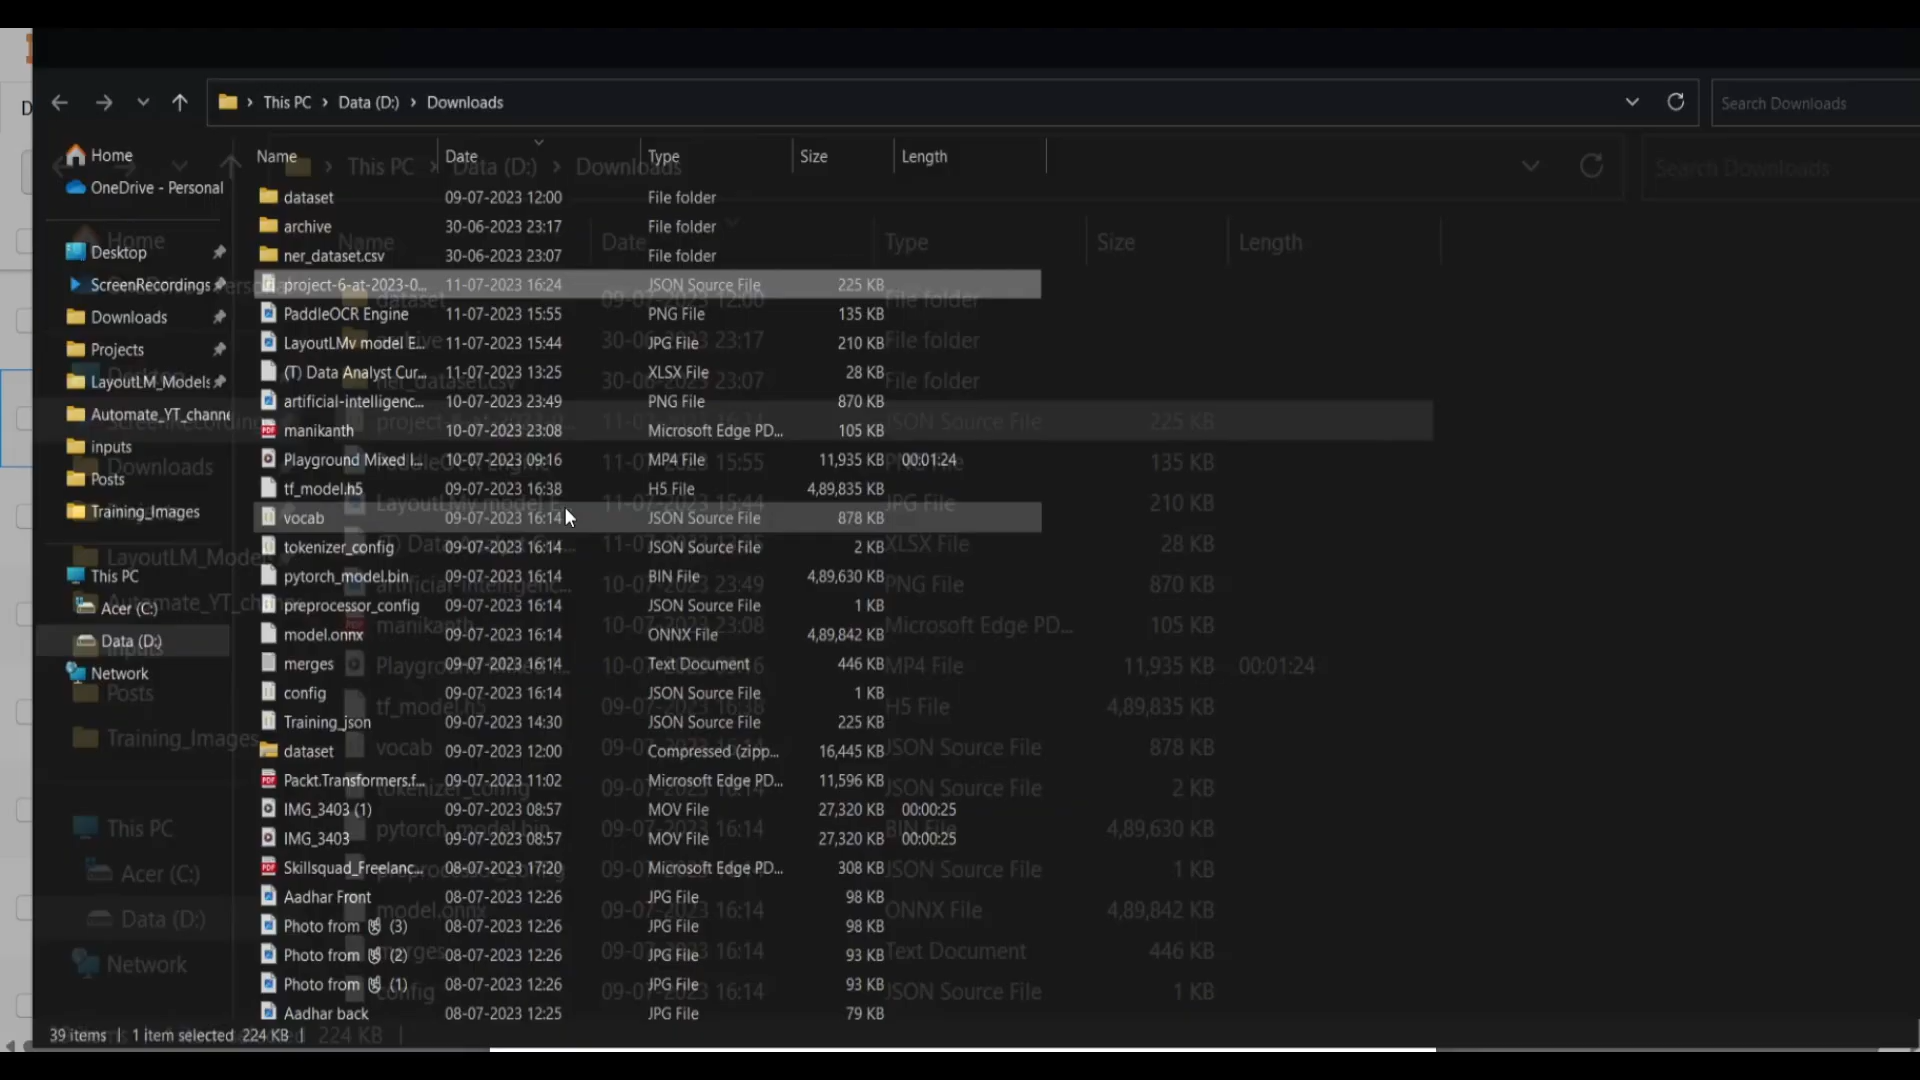 This PC > Data (D:) > Downloads
Search Downloads
Home
OneDrive - Personal
Desktop
ScreenRecordings
Downloads
Projects
LayoutLM_Models
Automate_YT_channe
inputs
Posts
Training_Images
This PC
Acer (C:)
Data (D:)
Network
Name Date Type Size Length
dataset 09-07-2023 12:00 File folder
archive 30-06-2023 23:17 File folder
ner_dataset.csv 30-06-2023 23:07 File folder
project-6-at-2023-0... 11-07-2023 16:24 JSON Source File 225 KB
PaddleOCR Engine 11-07-2023 15:55 PNG File 135 KB
LayoutLMv model E... 11-07-2023 15:44 JPG File 210 KB
(T) Data Analyst Cur... 11-07-2023 13:25 XLSX File 28 KB
artificial-intelligenc... 10-07-2023 23:49 PNG File 870 KB
manikanth 10-07-2023 23:08 Microsoft Edge PD... 105 KB
Playground Mixed I... 10-07-2023 09:16 MP4 File 11,935 KB 00:01:24
tf_model.h5 09-07-2023 16:38 H5 File 4,89,835 KB
vocab 09-07-2023 16:14 JSON Source File 878 KB
tokenizer_config 09-07-2023 16:14 JSON Source File 2 KB
pytorch_model.bin 09-07-2023 16:14 BIN File 4,89,630 KB
preprocessor_config 09-07-2023 16:14 JSON Source File 1 KB
model.onnx 09-07-2023 16:14 ONNX File 4,89,842 KB
merges 09-07-2023 16:14 Text Document 446 KB
config 09-07-2023 16:14 JSON Source File 1 KB
Training_json 09-07-2023 14:30 JSON Source File 225 KB
dataset 09-07-2023 12:00 Compressed (zipp... 16,445 KB
Packt.Transformers.f... 09-07-2023 11:02 Microsoft Edge PD... 11,596 KB
IMG_3403 (1) 09-07-2023 08:57 MOV File 27,320 KB 00:00:25
IMG_3403 09-07-2023 08:57 MOV File 27,320 KB 00:00:25
Skillsquad_Freelanc... 08-07-2023 17:20 Microsoft Edge PD... 308 KB
Aadhar Front 08-07-2023 12:26 JPG File 98 KB
Photo from (3) 08-07-2023 12:26 JPG File 98 KB
Photo from (2) 08-07-2023 12:26 JPG File 93 KB
Photo from (1) 08-07-2023 12:26 JPG File 93 KB
Aadhar back 08-07-2023 12:25 JPG File 79 KB
39 items | 1 item selected 224 KB |